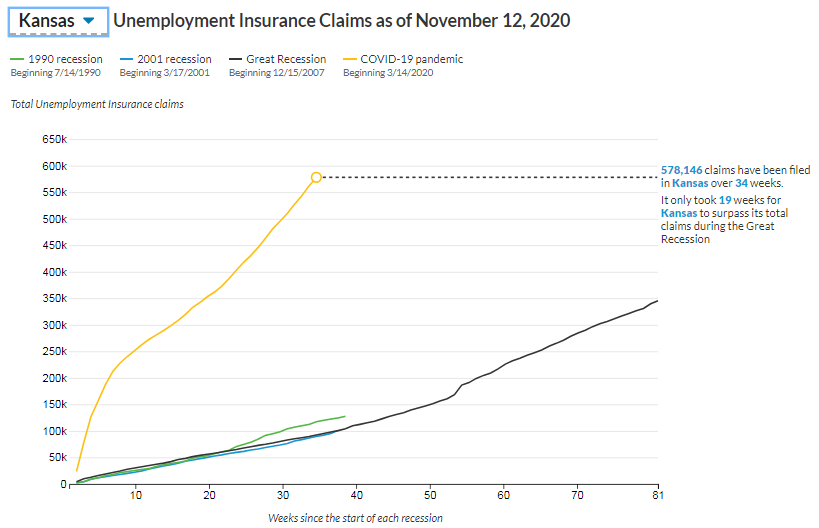 Kansas Unemployment Insurance Claims as of November 12, 2020
1990 recession 2001 recession Great Recession COVID-19 pandemic
Beginning 7/14/1990 Beginning 3/17/2001 Beginning 12/15/2007 Beginning 3/14/2020
Total Unemployment Insurance claims
650k
600k
550k
500k
450k
400k
350k
300k
250k
200k
150k
100k
50k
0
578,146 claims have been filed
in Kansas over 34 weeks.
It only took 19 weeks for
Kansas to surpass its total
claims during the Great
Recession
10 20 30 40 50 60 70 81
Weeks since the start of each recession